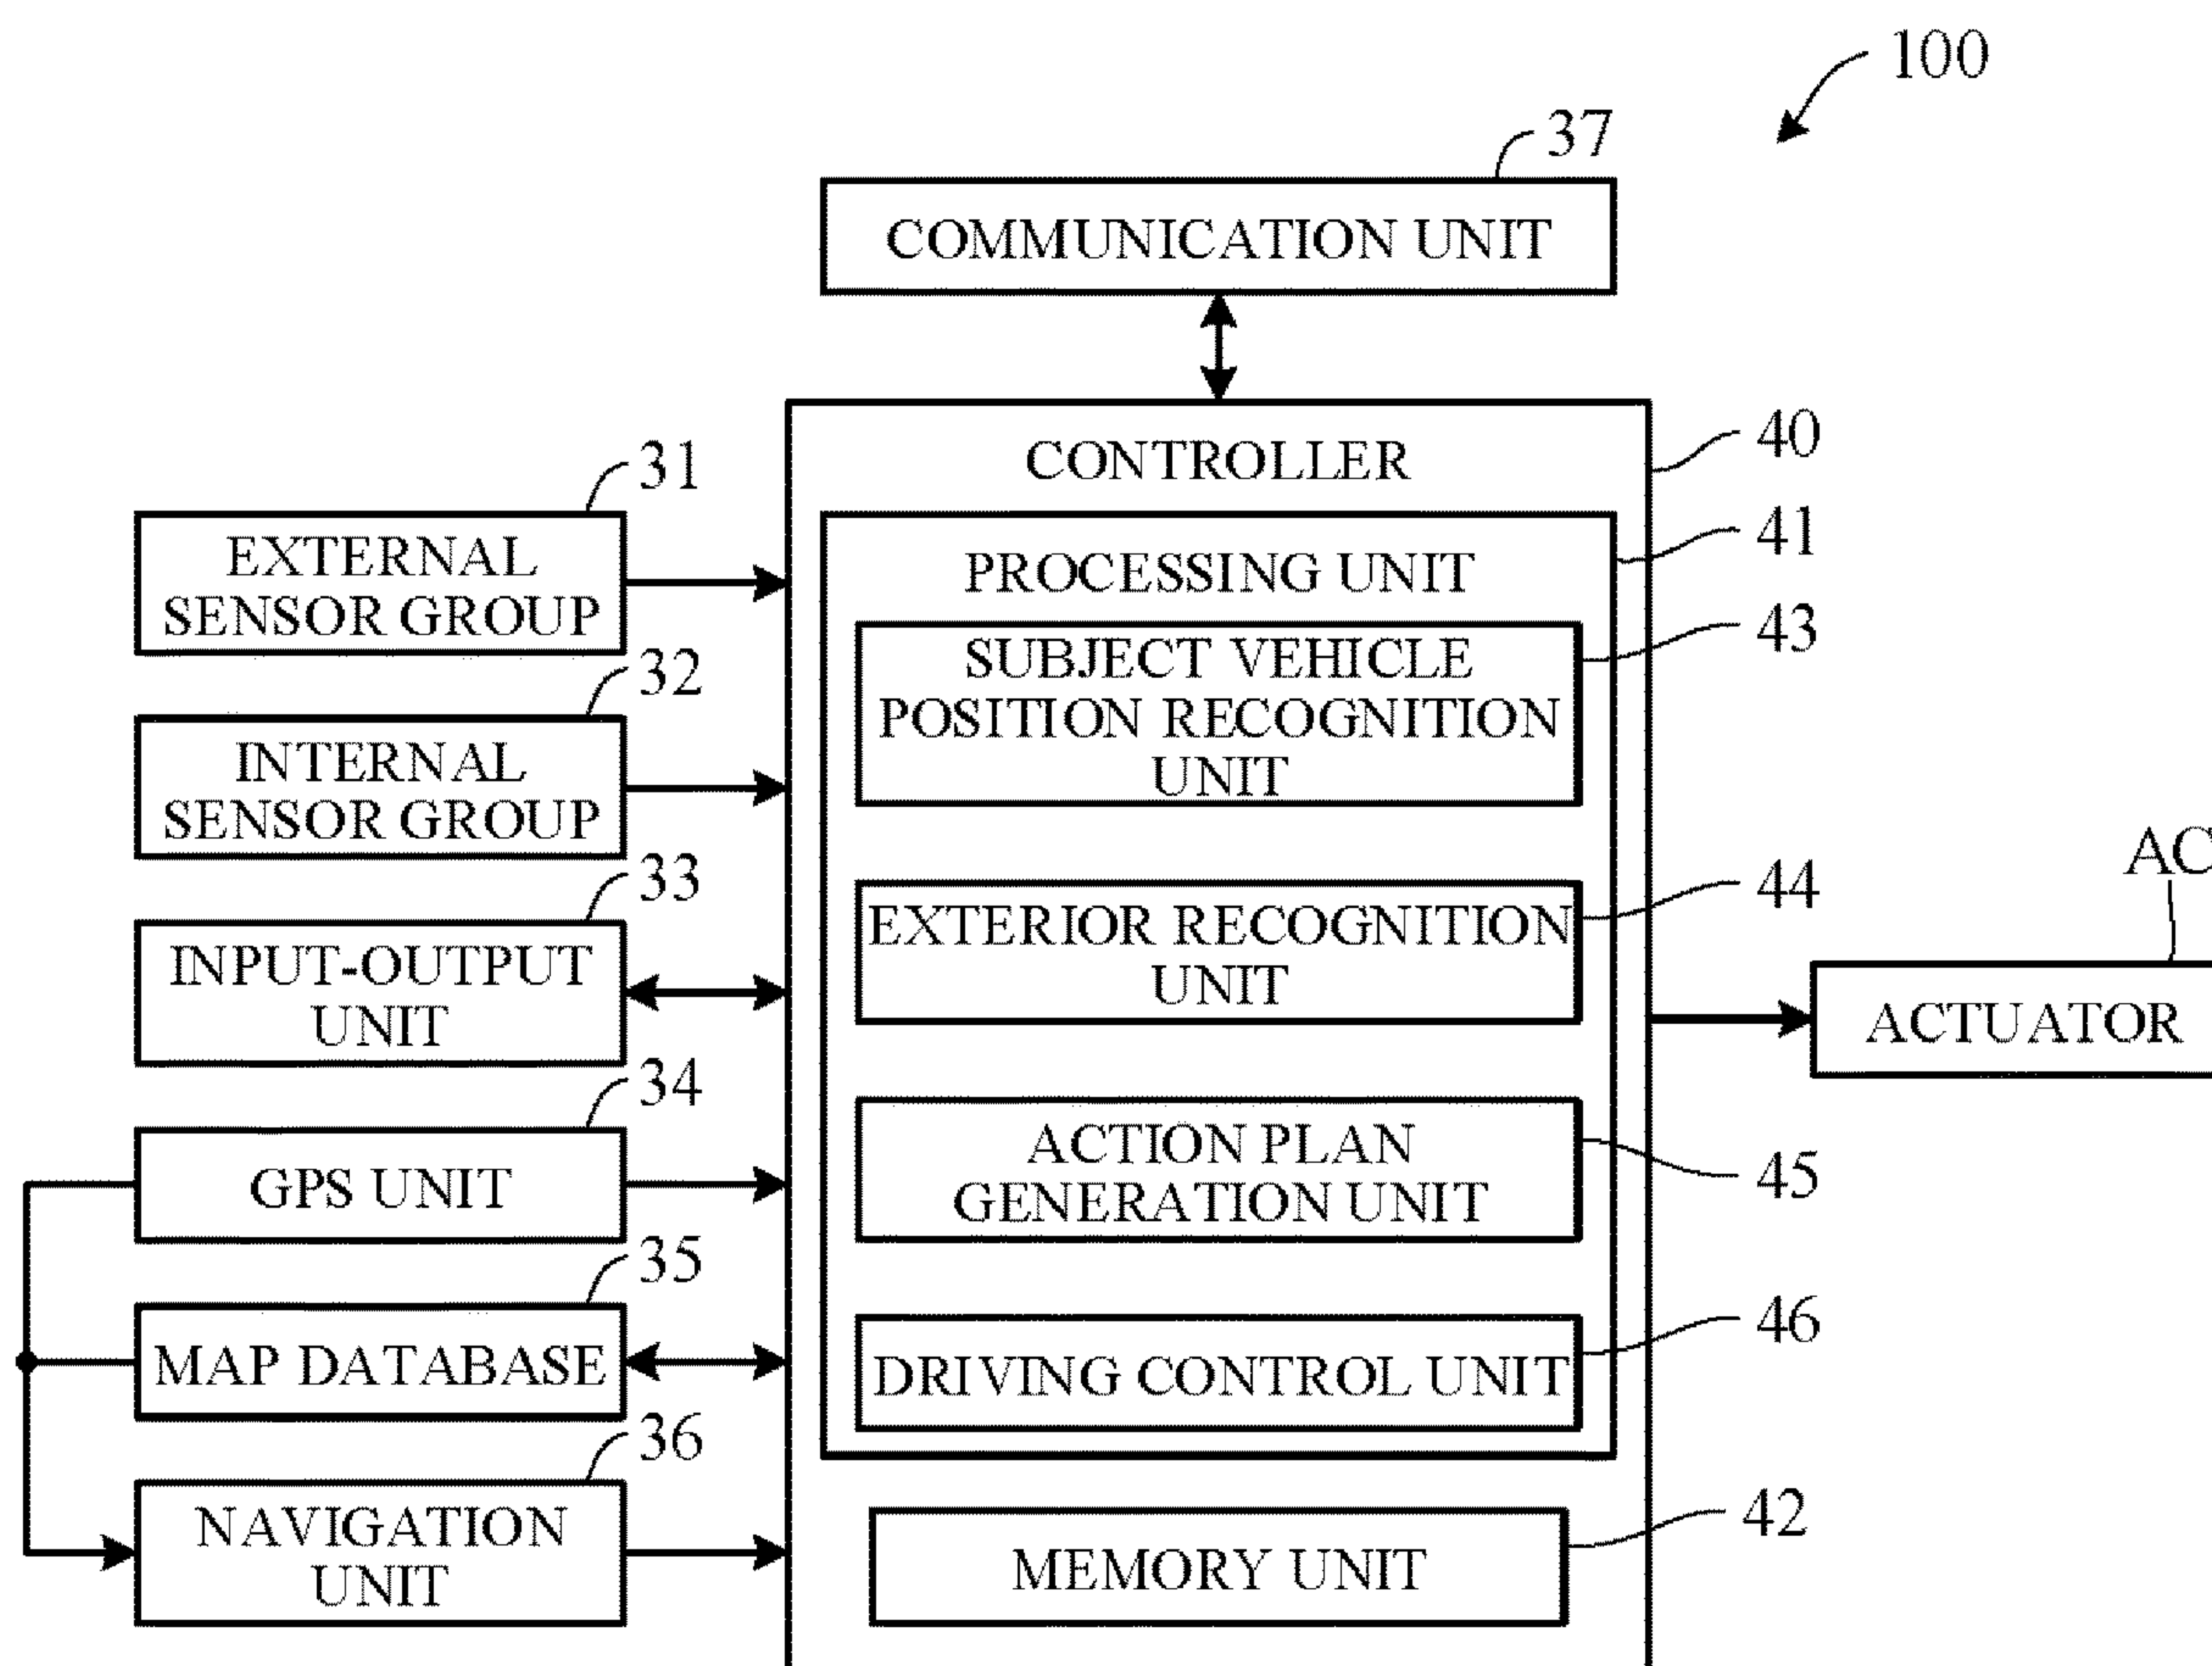 100
37
COMMUNICATION UNIT
CONTROLLER
40
31
EXTERNAL
SENSOR GROUP
41
PROCESSING UNIT
43
SUBJECT VEHICLE
POSITION RECOGNITION
UNIT
32
INTERNAL
SENSOR GROUP
33
INPUT-OUTPUT
UNIT
44
EXTERIOR RECOGNITION
UNIT
AC
ACTUATOR
34
GPS UNIT
ACTION PLAN
GENERATION UNIT
45
35
MAP DATABASE
46
DRIVING CONTROL UNIT
36
NAVIGATION
UNIT
42
MEMORY UNIT